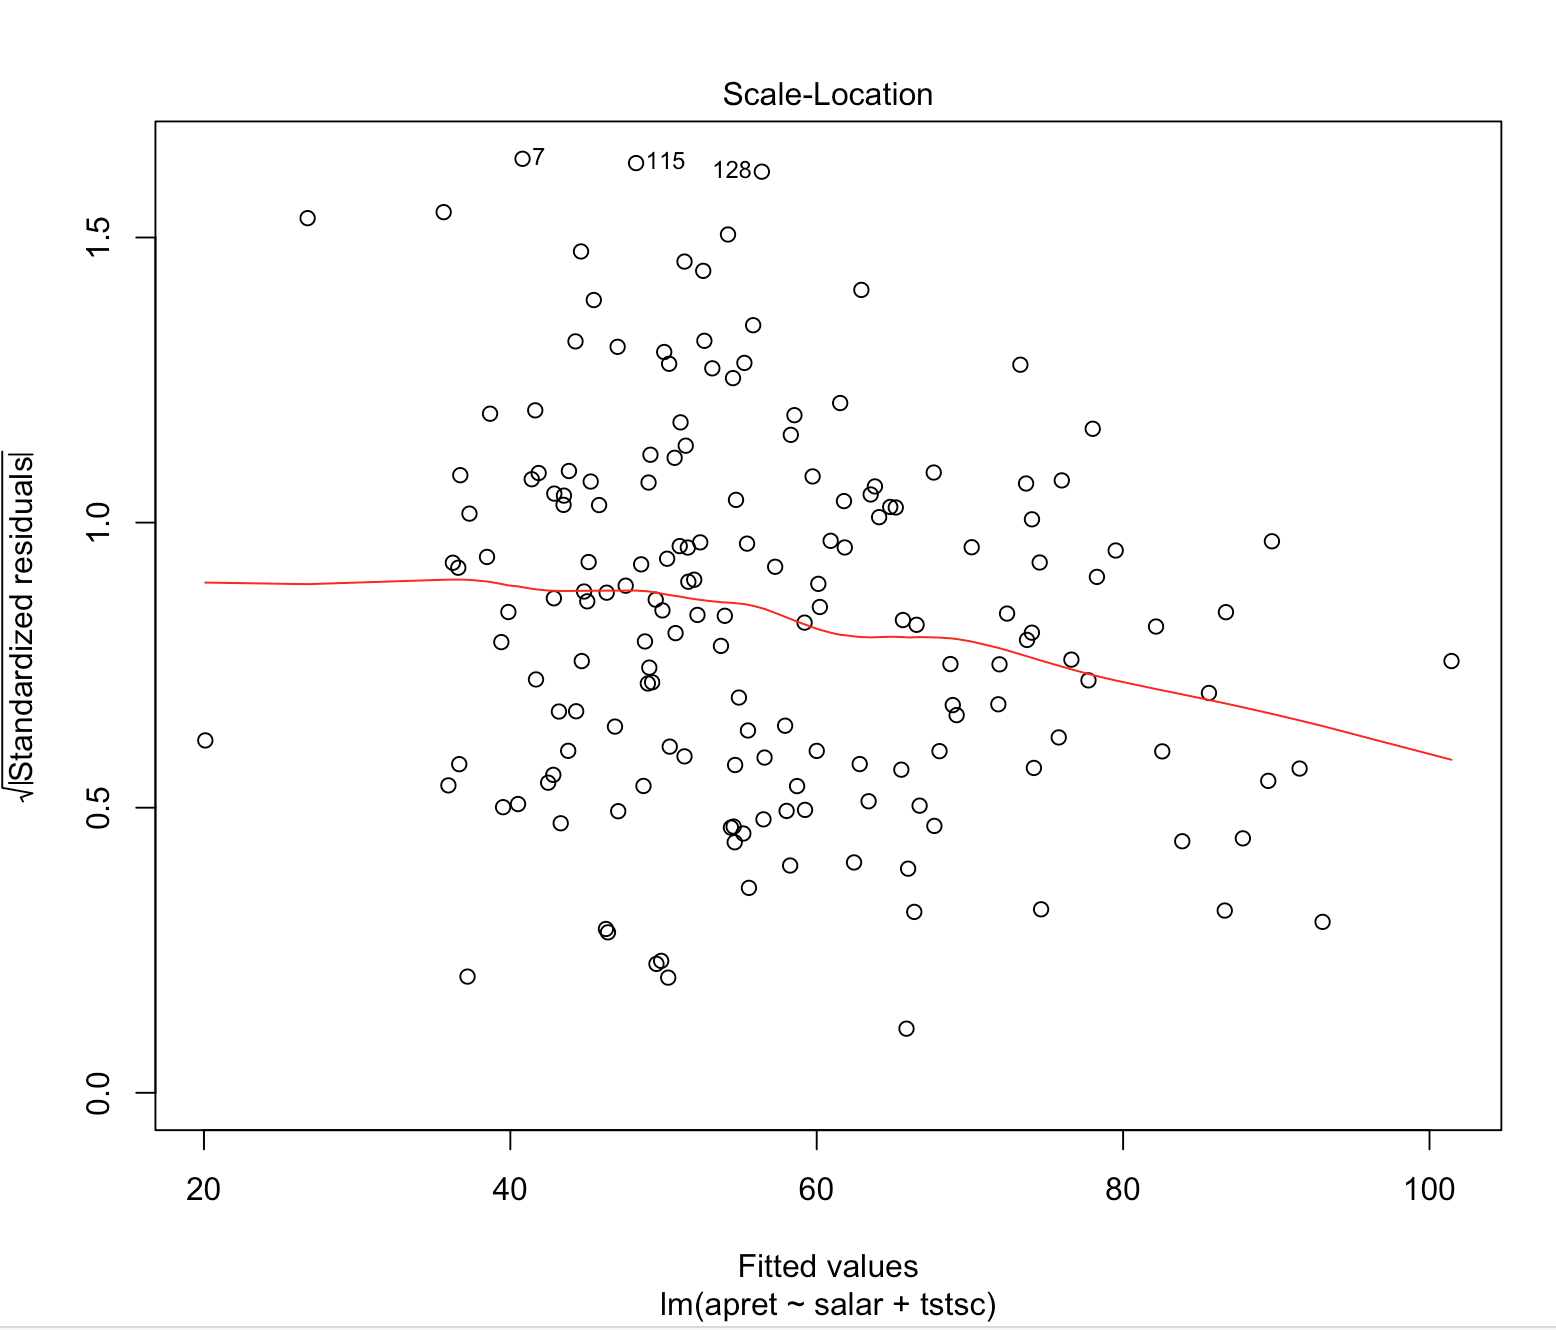 Scale-Location
7
115
128
1.5
1.0
0.5
0.0
√|Standardized residuals|
20 40 60 80 100
Fitted values
lm(apret ~ salar + tstsc)